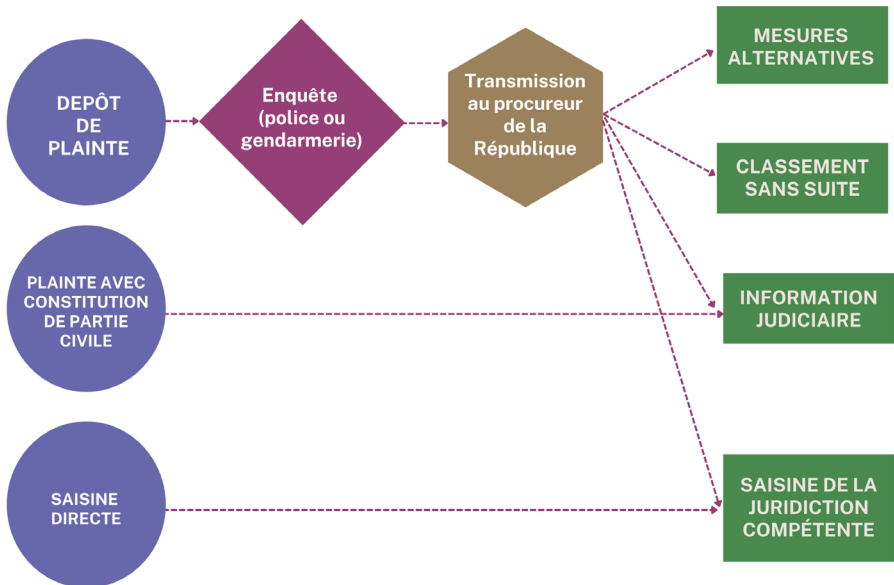 DEPÔT
DE
PLAINTE
Enquête
(police ou
gendarmerie)
Transmission
au procureur
de la
République
MESURES
ALTERNATIVES
CLASSEMENT
SANS SUITE
PLAINTE AVEC
CONSTITUTION
DE PARTIE
CIVILE
INFORMATION
JUDICIAIRE
SAISINE
DIRECTE
SAISINE DE LA
JURIDICTION
COMPÉTENTE